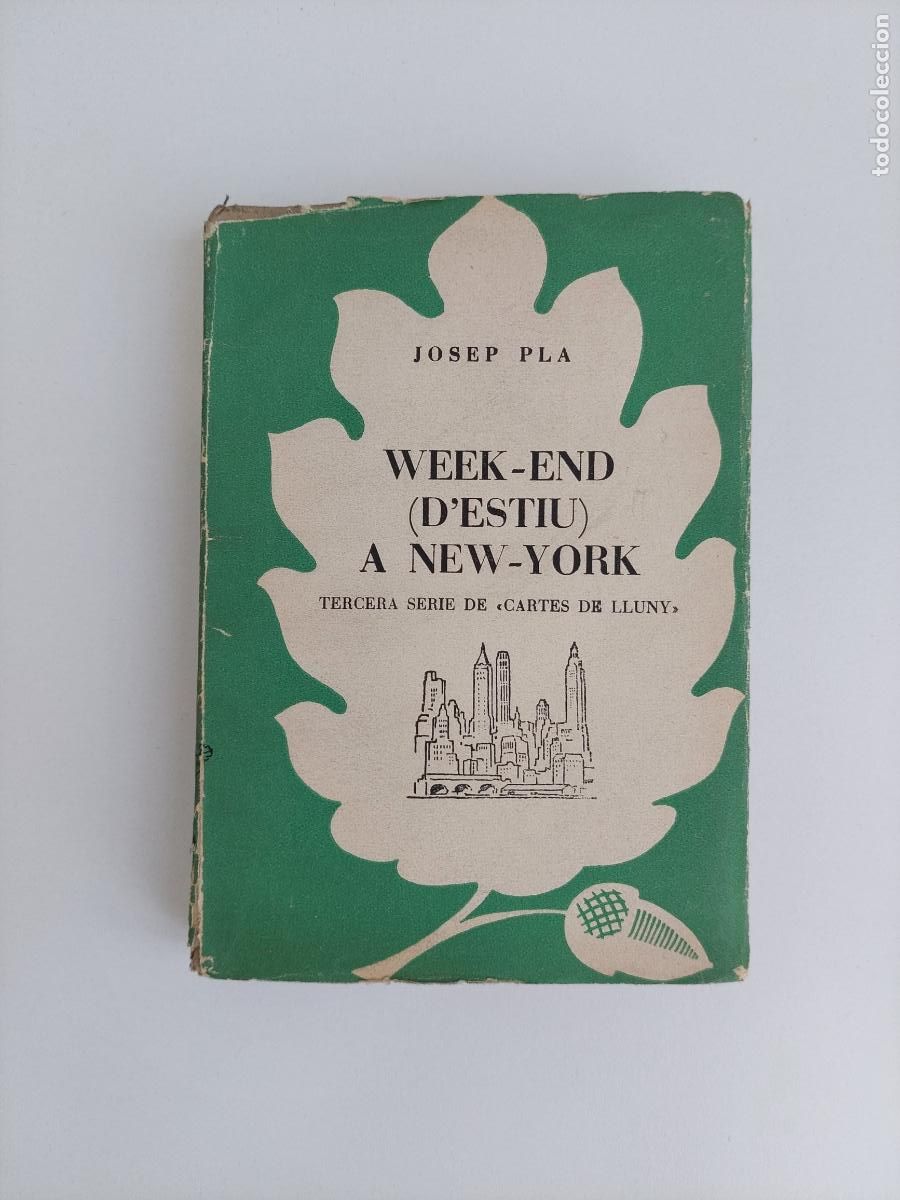 JOSEP PLA
WEEK-END
(D'ESTIU)
A NEW-YORK
TERCERA SERIE DE «CARTES DE LLUNY»
todocoleccion